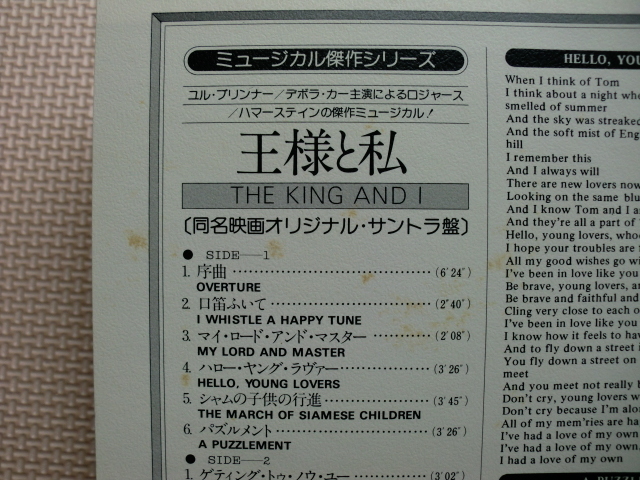 ミュージカル傑作シリーズ
ユル・ブリンナー/デボラ・カー主演によるロジャース
/ハマースティンの傑作ミュージカル!
王様と私
THE KING AND I
〔同名映画オリジナル・サントラ盤〕
● SIDE—1
1. 序曲 (6'24")
OVERTURE
2. 口笛ふいて (2'40")
I WHISTLE A HAPPY TUNE
3. マイ・ロード・アンド・マスター (2'08")
MY LORD AND MASTER
4. ハロー・ヤング・ラヴァー (3'26")
HELLO, YOUNG LOVERS
5. シャムの子供の行進 (3'45")
THE MARCH OF SIAMESE CHILDREN
6. パズルメント (3'26")
A PUZZLEMENT
● SIDE—2
1. ゲティング・トゥ・ノウ・ユー (3'02")
HELLO, YOU
When I think of Tom
I think about a night whe
smelled of summer
And the sky was streaked
And the soft mist of Eng
hill
I remember this
And I always will
There are new lovers now
Looking on the same blu
And I know Tom and I a
And they're all a part of
Hello, young lovers, who
I hope your troubles are
All my good wishes go wi
I've been in love like you
Be brave, young lovers, an
Be brave and faithful and
Cling very close to each o
I've been in love like you
I know how it feels to hav
And to fly down a street i
You fly down a street on
meet
And you meet not really b
Don't cry, young lovers w
Don't cry because I'm alo
All of my mem'ries are ha
I've had a love of my own
I've had a love of my own,
I had a love of my own
A PUZZLE